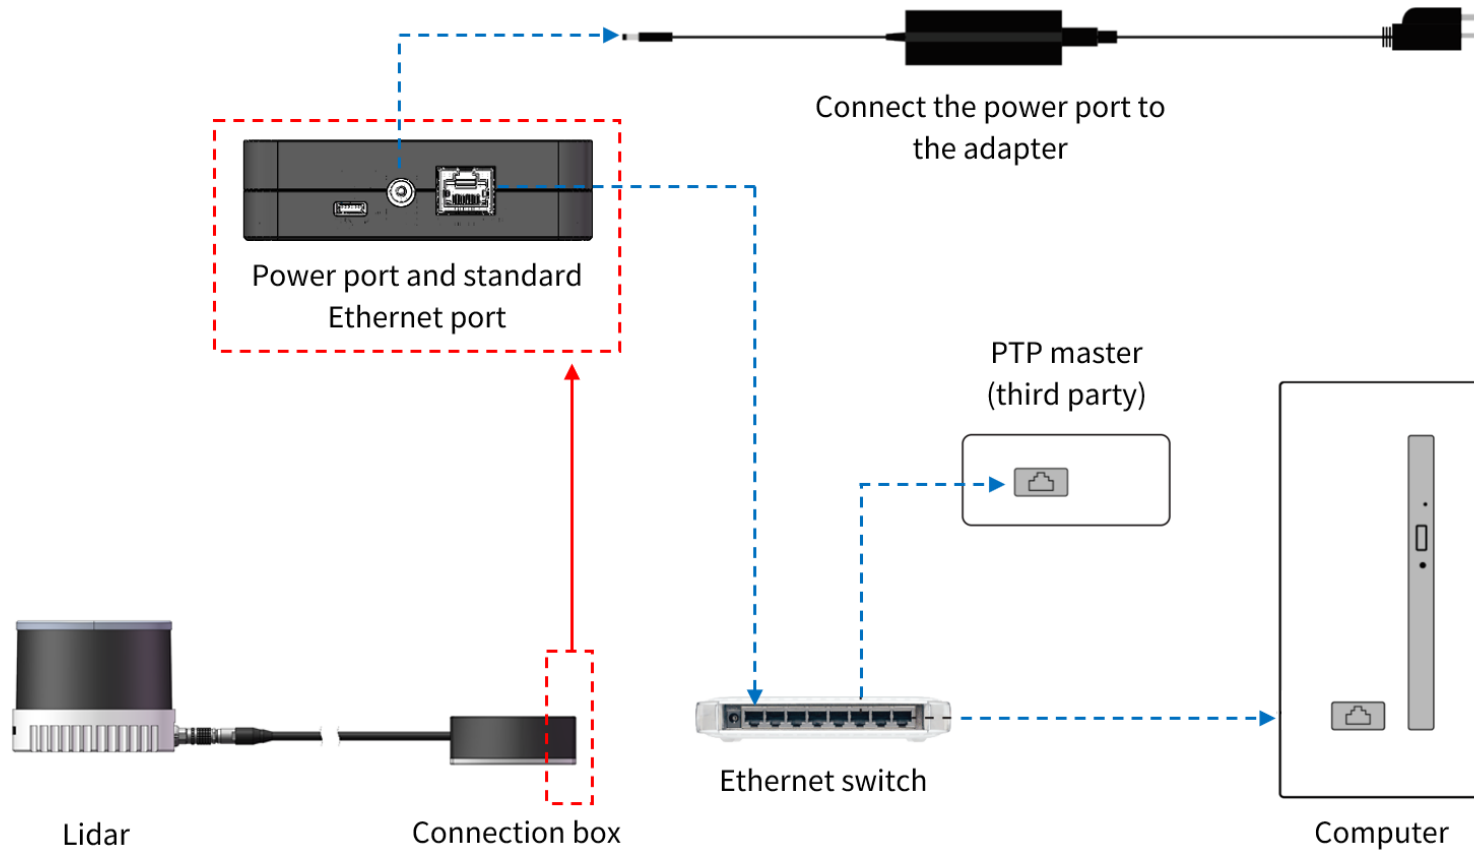 Connect the power port to
the adapter
Power port and standard
Ethernet port
PTP master
(third party)
Ethernet switch
Lidar
Connection box
Computer